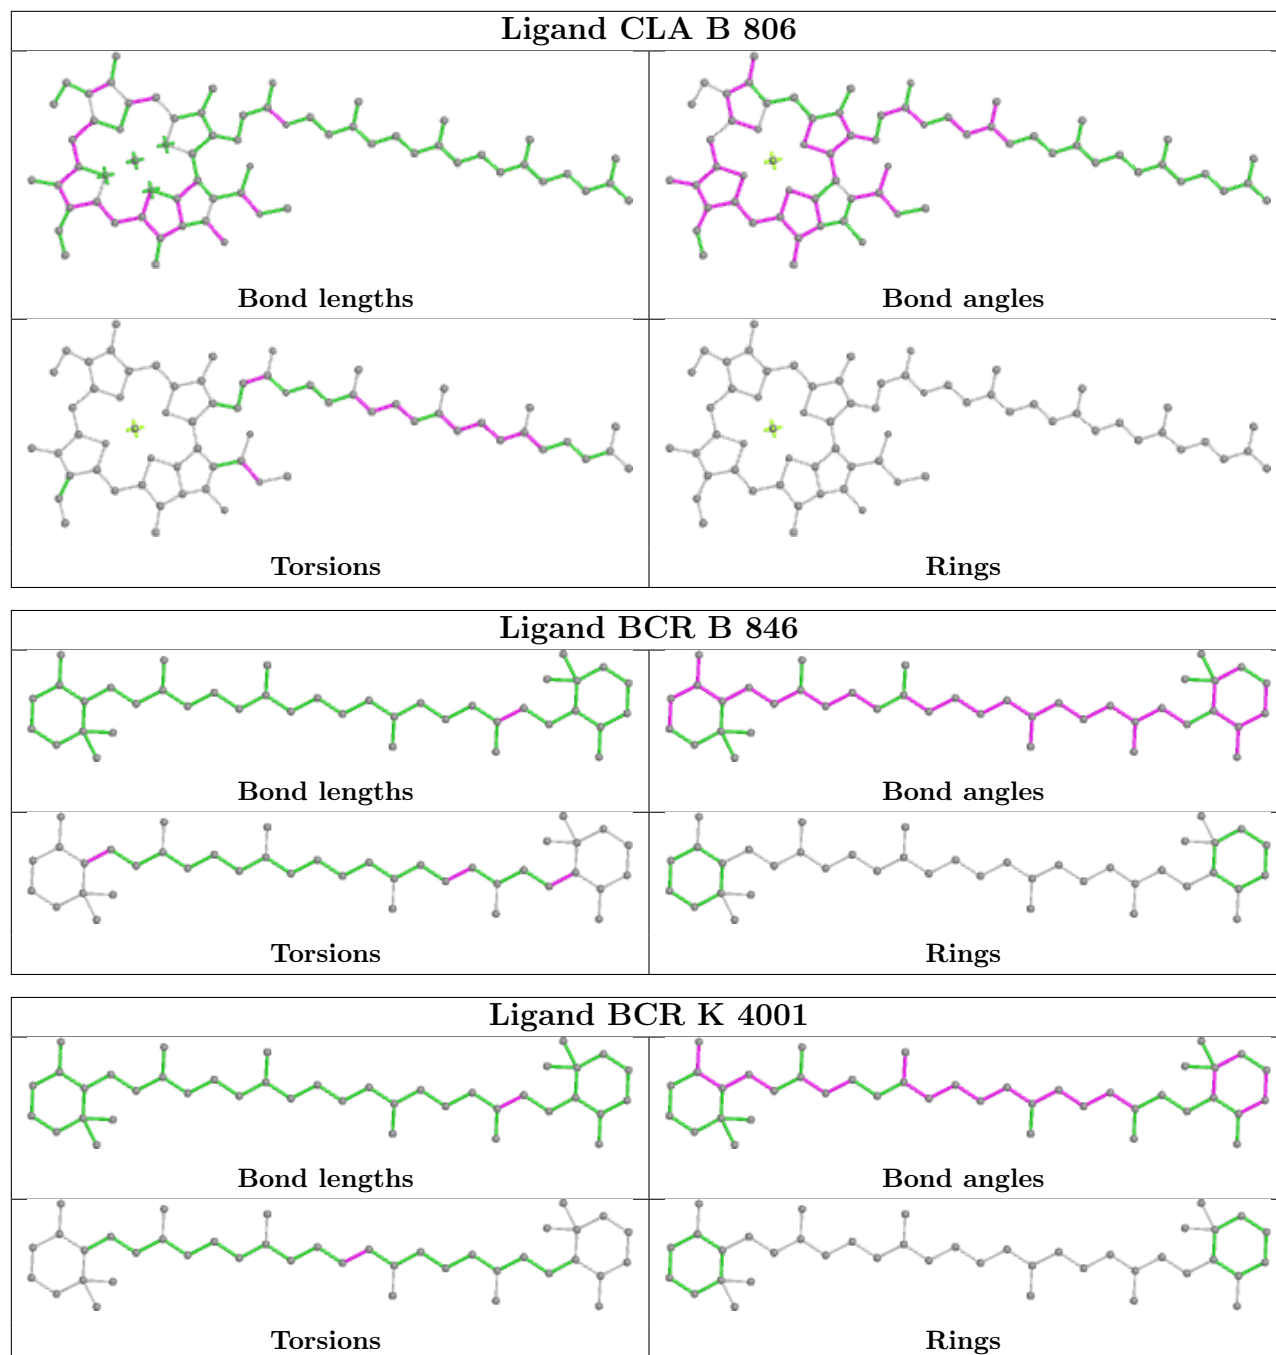 Ligand CLA B 806
Bond lengths
Bond angles
Torsions
Rings
Ligand BCR B 846
Bond lengths
Bond angles
Torsions
Rings
Ligand BCR K 4001
Bond lengths
Bond angles
Torsions
Rings